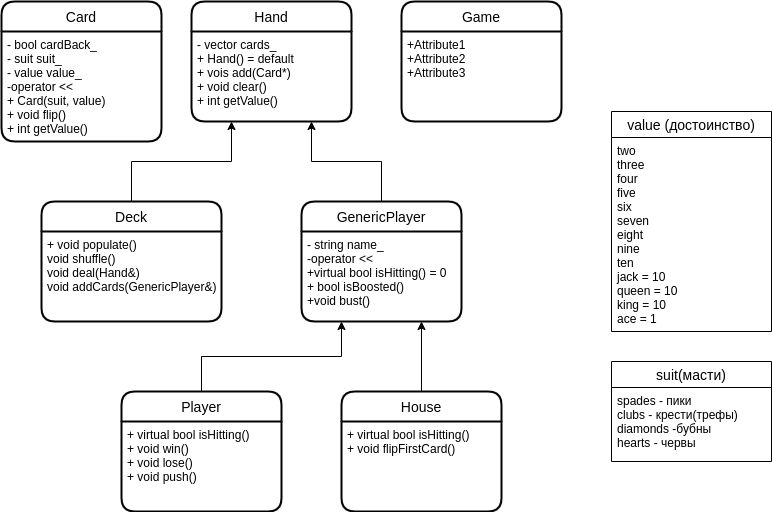 Card
- bool cardBack_
- suit suit_
- value value_
-operator <<
+ Card(suit, value)
+ void flip()
+ int getValue()
Hand
- vector cards_
+ Hand() = default
+ vois add(Card*)
+ void clear()
+ int getValue()
Game
+Attribute1
+Attribute2
+Attribute3
Deck
+ void populate()
void shuffle()
void deal(Hand&)
void addCards(GenericPlayer&)
GenericPlayer
- string name_
-operator <<
+virtual bool isHitting() = 0
+ bool isBoosted()
+void bust()
Player
+ virtual bool isHitting()
+ void win()
+ void lose()
+ void push()
House
+ virtual bool isHitting()
+ void flipFirstCard()
value (достоинство)
two
three
four
five
six
seven
eight
nine
ten
jack = 10
queen = 10
king = 10
ace = 1
suit(масти)
spades - пики
clubs - крести(трефы)
diamonds -бубны
hearts - червы